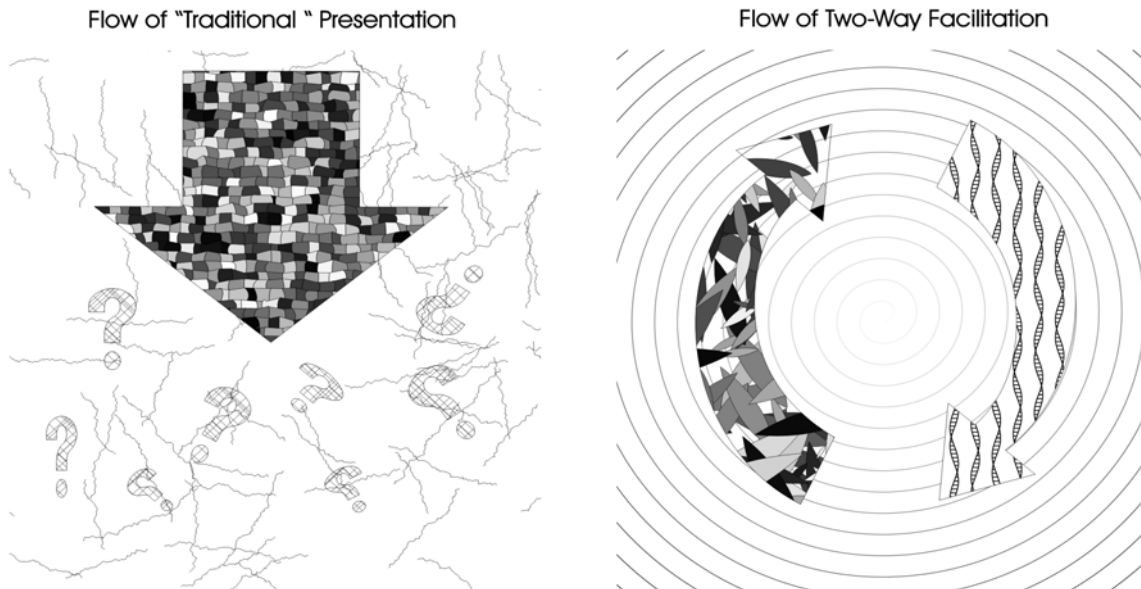 Flow of "Traditional " Presentation
Flow of Two-Way Facilitation
? ? ? ? ? ? ? ?